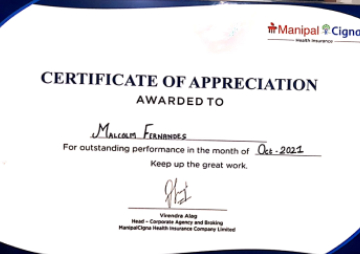 Manipal Cigna
Health Insurance
CERTIFICATE OF APPRECIATION
AWARDED TO
Malcolm Fernandes
For outstanding performance in the month of Oct-2021
Keep up the great work.
Virendra Alag
Head – Corporate Agency and Broking
ManipalCigna Health Insurance Company Limited